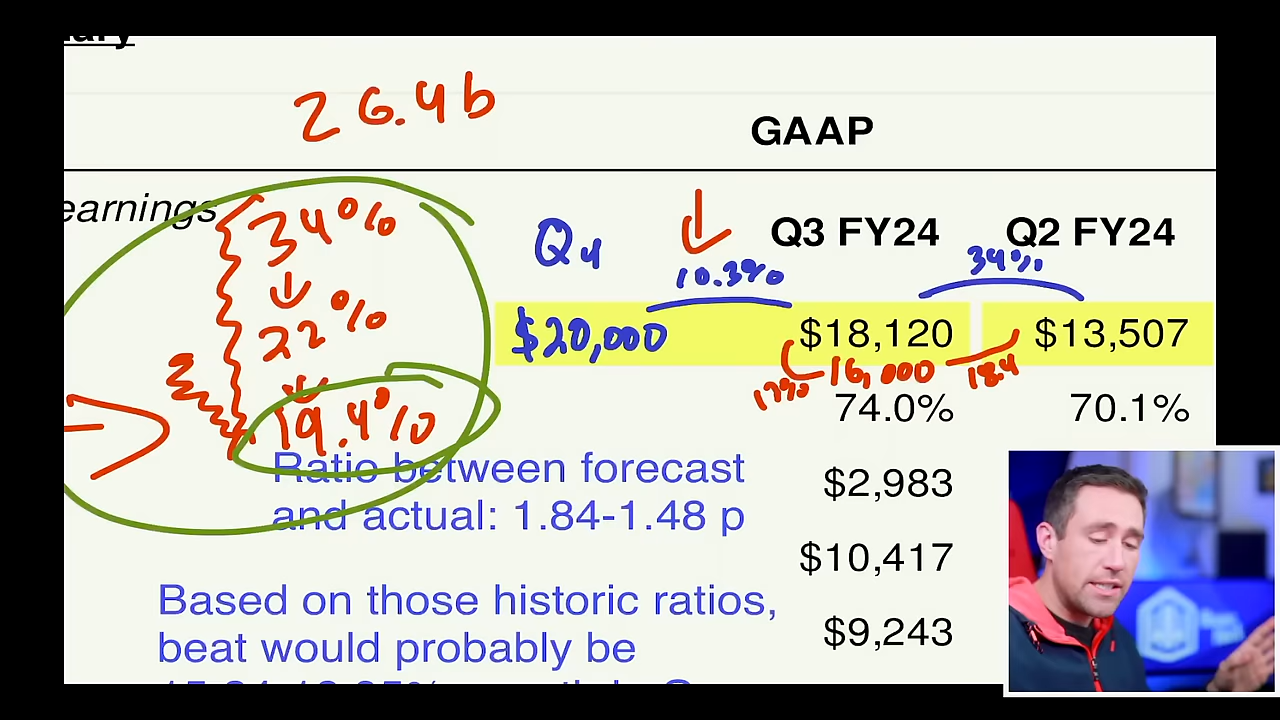 26.4b
GAAP
earnings
34%
Q4
10.3%
Q3 FY24
Q2 FY24
34%
22%
$20,000
$18,120
$13,507
17%
16,000
18.4
19.4%
74.0%
70.1%
Ratio between forecast
and actual: 1.84-1.48 p
$2,983
$10,417
Based on those historic ratios,
beat would probably be
$9,243